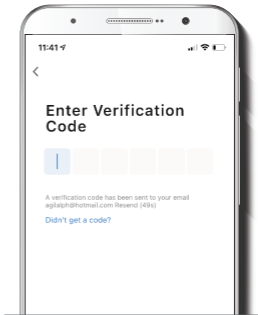 11:41
Enter Verification
Code
A verification code has been sent to your email
agilalph@hotmail.com Resend (49s)
Didn't get a code?